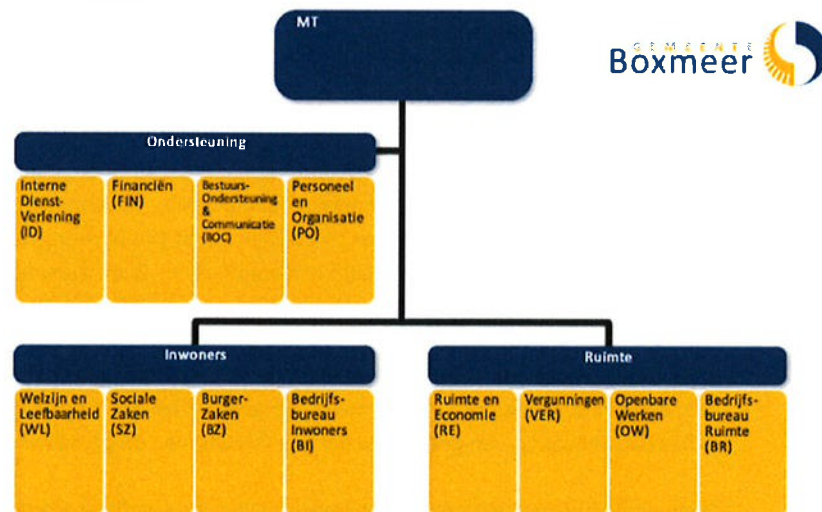 MT
GEMEENTE
Boxmeer
Ondersteuning
Interne
Dienst-
Verlening
(ID)
Financiën
(FIN)
Bestuurs-
Ondersteuning
&
Communicatie
(BOC)
Personeel
en
Organisatie
(PO)
Inwoners
Welzijn en
Leefbaarheid
(WL)
Sociale
Zaken
(SZ)
Burger-
Zaken
(BZ)
Bedrijfs-
bureau
Inwoners
(BI)
Ruimte
Ruimte en
Economie
(RE)
Vergunningen
(VER)
Openbare
Werken
(OW)
Bedrijfs-
bureau
Ruimte
(BR)